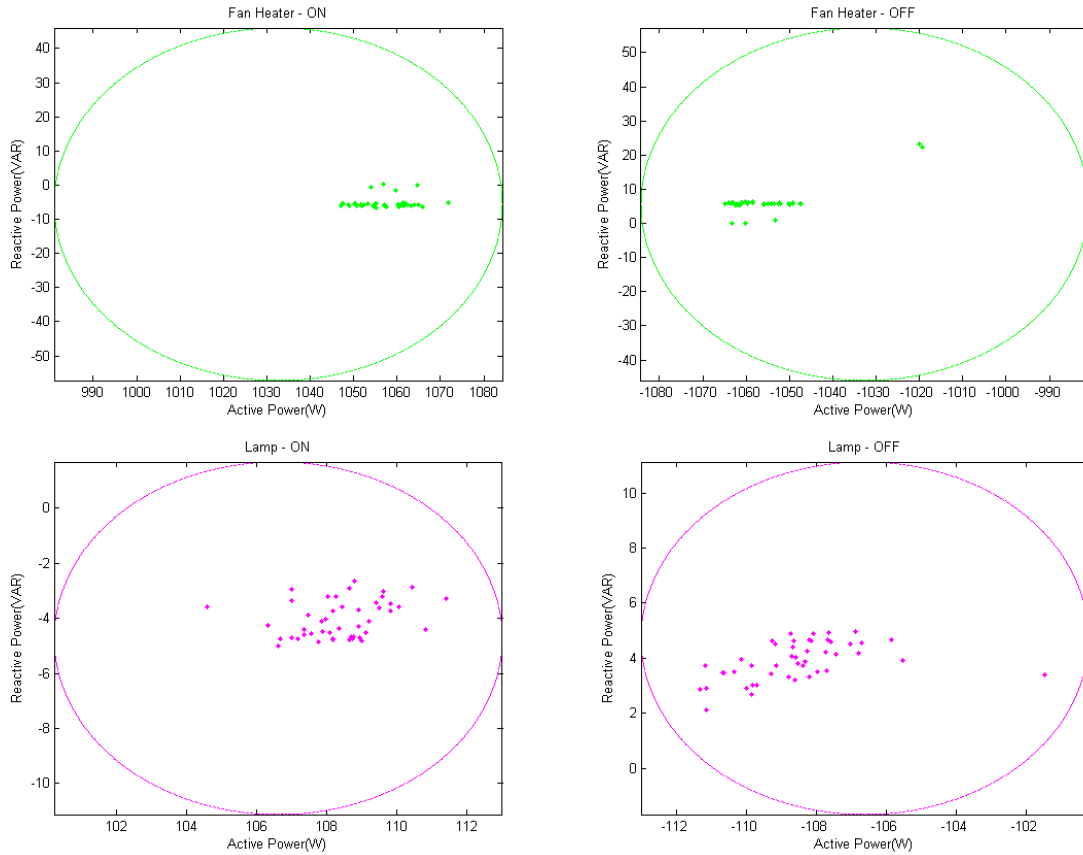 Fan Heater - ON
40
30
20
10
0
-10
-20
-30
-40
-50
Reactive Power(VAR)
990 1000 1010 1020 1030 1040 1050 1060 1070 1080
Active Power(W)
Fan Heater - OFF
50
40
30
20
10
0
-10
-20
-30
-40
Reactive Power(VAR)
-1080 -1070 -1060 -1050 -1040 -1030 -1020 -1010 -1000 -990
Active Power(W)
Lamp - ON
0
-2
-4
-6
-8
-10
Reactive Power(VAR)
102 104 106 108 110 112
Active Power(W)
Lamp - OFF
10
8
6
4
2
0
Reactive Power(VAR)
-112 -110 -108 -106 -104 -102
Active Power(W)